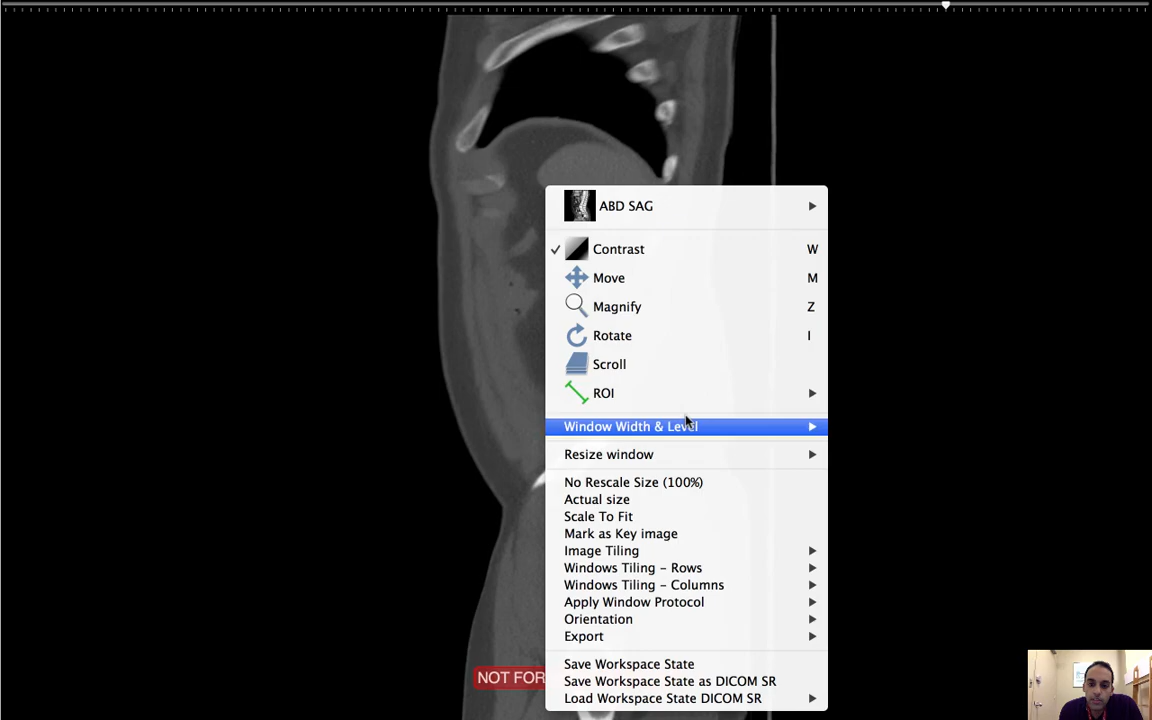 ABD SAG
Contrast W
Move M
Magnify Z
Rotate I
Scroll
ROI
Window Width & Level
Resize window
No Rescale Size (100%)
Actual size
Scale To Fit
Mark as Key image
Image Tiling
Windows Tiling - Rows
Windows Tiling - Columns
Apply Window Protocol
Orientation
Export
Save Workspace State
NOT FOR
Save Workspace State as DICOM SR
Load Workspace State DICOM SR